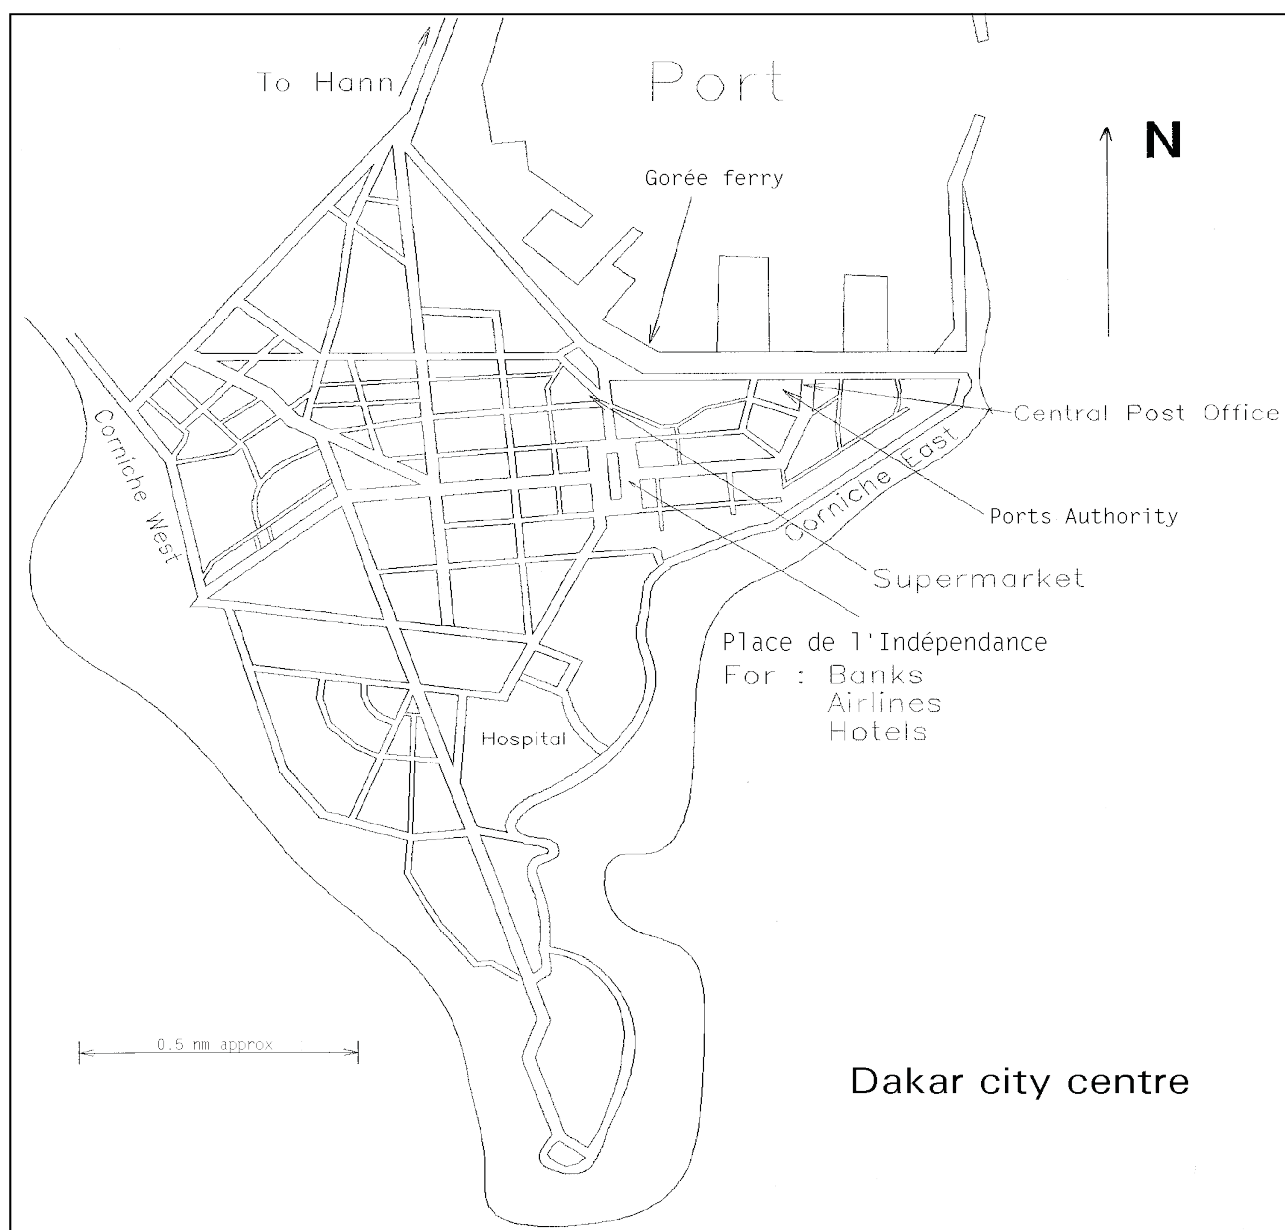 Port
To Hann
N
Gorée ferry
Central Post Office
Corniche West
Corniche East
Ports Authority
Supermarket
Place de l'Indépendance
For : Banks
Airlines
Hotels
Hospital
0.5 nm approx
Dakar city centre